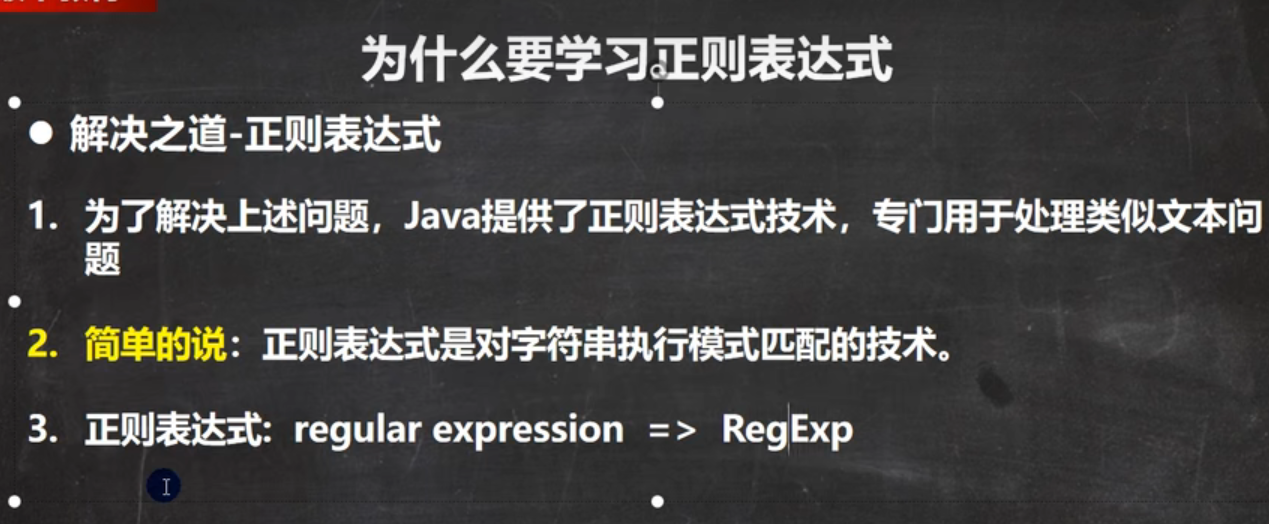 为什么要学习正则表达式
● 解决之道-正则表达式
1. 为了解决上述问题，Java提供了正则表达式技术，专门用于处理类似文本问
题
2. 简单的说：正则表达式是对字符串执行模式匹配的技术。
3. 正则表达式: regular expression => RegExp